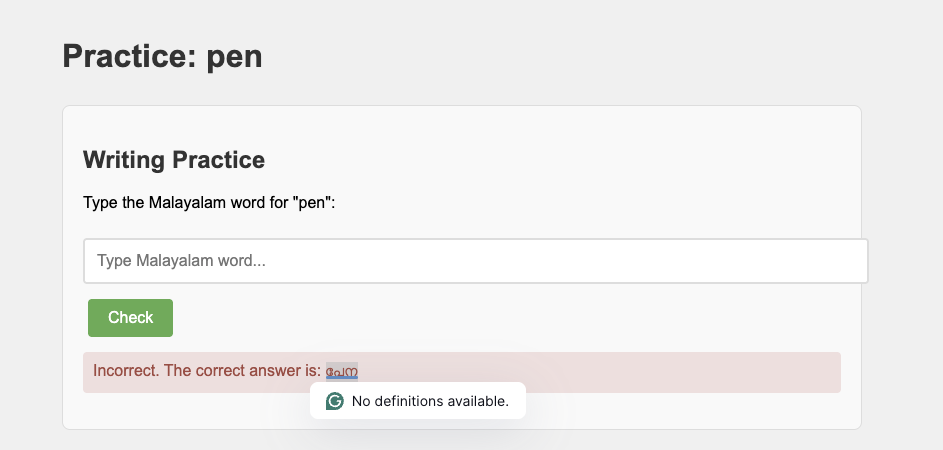 Practice: pen
Writing Practice
Type the Malayalam word for "pen":
Type Malayalam word...
Check
Incorrect. The correct answer is: പേന
No definitions available.